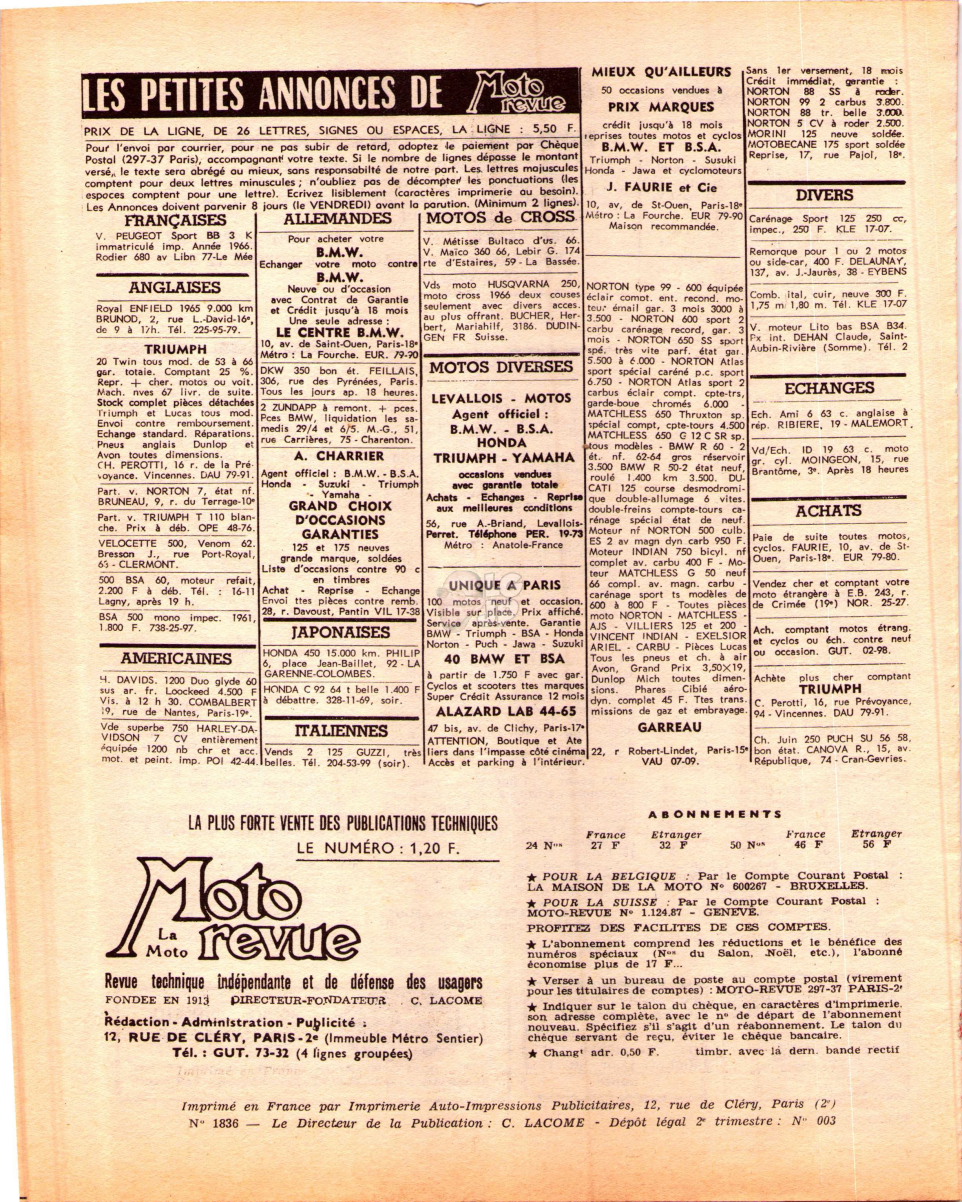 LES PETITES ANNONCES DE Moto revue
PRIX DE LA LIGNE, DE 26 LETTRES, SIGNES OU ESPACES, LA LIGNE : 5,50 F.
Pour l'envoi par courrier, pour ne pas subir de retard, adoptez le paiement par Chèque
Postal (297-37 Paris), accompagnant votre texte. Si le nombre de lignes dépasse le montant
versé, le texte sera abrégé au mieux, sans responsabilté de notre part. Les lettres majuscules
comptent pour deux lettres minuscules ; n'oubliez pas de décompter les ponctuations (les
espaces comptent pour une lettre). Ecrivez lisiblement (caractères imprimerie au besoin).
Les Annonces doivent parvenir 8 jours (le VENDREDI) avant la parution. (Minimum 2 lignes).
FRANÇAISES
V. PEUGEOT Sport BB 3 K
immatriculé imp. Année 1966.
Rodier 680 av Libn 77-Le Mée
ANGLAISES
Royal ENFIELD 1965 9.000 km
BRUNOD, 2, rue L.-David-16e,
de 9 à 17h. Tél. 225-95-79.
TRIUMPH
20 Twin tous mod. de 53 à 66
gar. totale. Comptant 25 %.
Repr. + cher. motos ou voit.
Mach. nves 67 livr. de suite.
Stock complet pièces détachées
Triumph et Lucas tous mod.
Envoi contre remboursement.
Echange standard. Réparations.
Pneus anglais Dunlop et
Avon toutes dimensions.
CH. PEROTTI, 16 r. de la Pré-
voyance. Vincennes. DAU 79-91.
Part. v. NORTON 7, état nf.
BRUNEAU, 9, r. du Terrage-10e
Part. v. TRIUMPH T 110 blan-
che. Prix à déb. OPE 48-76.
VELOCETTE 500, Venom 62.
Bresson J., rue Port-Royal,
63 - CLERMONT.
500 BSA 60, moteur refait,
2.200 F à déb. Tél. : 16-11
Lagny, après 19 h.
BSA 500 mono impec. 1961,
1.800 F. 738-25-97.
AMERICAINES
H. DAVIDS. 1200 Duo glyde 60
sus ar. fr. Loockeed 4.500 F
Vis. à 12 h 30. COMBALBERT
19, rue de Nantes, Paris-19e.
Vde superbe 750 HARLEY-DA-
VIDSON 7 CV entièrement
équipée 1200 nb chr et acc.
mot. et peint. imp. POI 42-44.
ALLEMANDES
Pour acheter votre
B.M.W.
Echanger votre moto contre
B.M.W.
Neuve ou d'occasion
avec Contrat de Garantie
et Crédit jusqu'à 18 mois
Une seule adresse :
LE CENTRE B.M.W.
10, av. de Saint-Ouen, Paris-18e
Métro : La Fourche. EUR. 79-90
DKW 350 bon ét. FEILLAIS,
306, rue des Pyrénées, Paris.
Tous les jours ap. 18 heures.
2 ZUNDAPP à remont. + pces.
Pces BMW, liquidation les sa-
medis 29/4 et 6/5. M.-G., 51,
rue Carrières, 75 - Charenton.
A. CHARRIER
Agent officiel : B.M.W. - B.S.A.
Honda - Suzuki - Triumph
- Yamaha -
GRAND CHOIX
D'OCCASIONS
GARANTIES
125 et 175 neuves
grande marque, soldées
Liste d'occasions contre 90 c
en timbres
Achat - Reprise - Echange
Envoi ttes pièces contre remb.
28, r. Davoust, Pantin VIL 17-38
JAPONAISES
HONDA 450 15.000 km. PHILIP
6, place Jean-Baillet, 92 - LA
GARENNE-COLOMBES.
HONDA C 92 64 t belle 1.400 F
à débattre. 328-11-69, soir.
ITALIENNES
Vends 2 125 GUZZI, très
belles. Tél. 204-53-99 (soir).
MOTOS de CROSS
V. Métisse Bultaco d'us. 66.
V. Maico 360 66, Lebir G. 174
rte d'Estaires, 59 - La Bassée.
Vds moto HUSQVARNA 250,
moto cross 1966 deux couses
seulement avec divers acces.
au plus offrant. BUCHER, Her-
bert, Mariahilf, 3186. DUDIN-
GEN FR Suisse.
MOTOS DIVERSES
LEVALLOIS - MOTOS
Agent officiel :
B.M.W. - B.S.A.
HONDA
TRIUMPH - YAMAHA
occasions vendues
avec garantie totale
Achats - Echanges - Reprise
aux meilleures conditions
56, rue A.-Briand, Levallois-
Perret. Téléphone PER. 19-73
Métro : Anatole-France
UNIQUE A PARIS
100 motos neuf et occasion.
Visible sur place. Prix affiché.
Service après-vente. Garantie
BMW - Triumph - BSA - Honda
Norton - Puch - Jawa - Suzuki
40 BMW ET BSA
à partir de 1.750 F avec gar.
Cyclos et scooters ttes marques
Super Crédit Assurance 12 mois
ALAZARD LAB 44-65
47 bis, av. de Clichy, Paris-17e
ATTENTION, Boutique et Ate
liers dans l'impasse côté cinéma
Accès et parking à l'intérieur.
MIEUX QU'AILLEURS
50 occasions vendues à
PRIX MARQUES
crédit jusqu'à 18 mois
reprises toutes motos et cyclos
B.M.W. ET B.S.A.
Triumph - Norton - Susuki
Honda - Jawa et cyclomoteurs
J. FAURIE et Cie
10, av, de St-Ouen, Paris-18e
Métro : La Fourche. EUR 79-90
Maison recommandée.
NORTON type 99 - 600 équipée
éclair compt. ent. recond. mo-
teur émail gar. 3 mois 3000 à
3.500 - NORTON 600 sport 2
carbu carénage record, gar. 3
mois - NORTON 650 SS sport
spé. très vite parf. état gar.
5.500 à 6.000 - NORTON Atlas
sport spécial caréné p.c. sport
6.750 - NORTON Atlas sport 2
carbus éclair compt. cpte-trs,
garde-boue chromés 6.000 -
MATCHLESS 650 Thruxton sp.
spécial compt, cpte-tours 4.500
MATCHLESS 650 G 12 C SR sp.
tous modèles - BMW R 60 - 2
ét. nf. 62-64 gros réservoir
3.500 BMW R 50-2 état neuf,
roulé 1.400 km 3.500. DU-
CATI 125 course desmodromi-
que double-allumage 6 vites.
double-freins compte-tours ca-
rénage spécial état de neuf.
Moteur nf NORTON 500 culb.
ES 2 av magn dyn carb 950 F.
Moteur INDIAN 750 bicyl. nf
complet av. carbu 400 F - Mo-
teur MATCHLESS G 50 neuf
66 compl. av. magn. carbu -
carénage sport ts modèles de
600 à 800 F - Toutes pièces
moto NORTON - MATCHLESS -
AJS - VILLIERS 125 et 200 -
VINCENT INDIAN - EXELSIOR
ARIEL - CARBU - Pièces Lucas
Tous les pneus et ch. à air
Avon, Grand Prix 3,50×19,
Dunlop Mich toutes dimen-
sions. Phares Cibié aéro-
dyn. complet 45 F. Ttes trans.
missions de gaz et embrayage.
GARREAU
22, r Robert-Lindet, Paris-15e
VAU 07-09.
Sans 1er versement, 18 mois
Crédit immédiat, garantie :
NORTON 88 SS à roder.
NORTON 99 2 carbus 3.800.
NORTON 88 tr. belle 3.000.
NORTON 5 CV à roder 2.500.
MORINI 125 neuve soldée.
MOTOBECANE 175 sport soldée
Reprise, 17, rue Pajol, 18e.
DIVERS
Carénage Sport 125 250 cc,
impec., 250 F. KLE 17-07.
Remorque pour 1 ou 2 motos
ou side-car, 400 F. DELAUNAY,
137, av. J.-Jaurès, 38 - EYBENS
Comb. ital, cuir, neuve 300 F.
1,75 m 1,80 m. Tél. KLE 17-07
V. moteur Lito bas BSA B34.
Px int. DEHAN Claude, Saint-
Aubin-Rivière (Somme). Tél. 2
ECHANGES
Ech. Ami 6 63 c. anglaise à
rép. RIBIERE, 19 - MALEMORT.
Vd/Ech. ID 19 63 c. moto
gr. cyl. MOINGEON, 15, rue
Brantôme, 3e. Après 18 heures
ACHATS
Paie de suite toutes motos,
cyclos. FAURIE, 10, av. de St-
Ouen, Paris-18e. EUR 79-80.
Vendez cher et comptant votre
moto étrangère à E.B. 243, r.
de Crimée (19e) NOR. 25-27.
Ach. comptant motos étrang.
et cyclos ou éch. contre neuf
ou occasion. GUT. 02-98.
Achète plus cher comptant
TRIUMPH
C. Perotti, 16, rue Prévoyance,
94 - Vincennes. DAU 79-91.
Ch. Juin 250 PUCH SU 56 58,
bon état. CANOVA R., 15, av.
République, 74 - Cran-Gevries.
LA PLUS FORTE VENTE DES PUBLICATIONS TECHNIQUES
LE NUMÉRO : 1,20 F.
La Moto
Moto revue
Revue technique indépendante et de défense des usagers
FONDEE EN 1913 DIRECTEUR-FONDATEUR : C. LACOME
Rédaction - Administration - Publicité :
12, RUE DE CLÉRY, PARIS-2e (Immeuble Métro Sentier)
Tél. : GUT. 73-32 (4 lignes groupées)
ABONNEMENTS
France Etranger France Etranger
24 Nos 27 F 32 F 50 Nos 46 F 56 F
★ POUR LA BELGIQUE : Par le Compte Courant Postal :
LA MAISON DE LA MOTO No 600267 - BRUXELLES.
★ POUR LA SUISSE : Par le Compte Courant Postal :
MOTO-REVUE No 1.124.87 - GENEVE.
PROFITEZ DES FACILITES DE CES COMPTES.
★ L'abonnement comprend les réductions et le bénéfice des
numéros spéciaux (Nos du Salon, Noël, etc.), l'abonné
économise plus de 17 F...
★ Verser à un bureau de poste au compte postal (virement
pour les titulaires de comptes) : MOTO-REVUE 297-37 PARIS-2e
★ Indiquer sur le talon du chèque, en caractères d'imprimerie.
son adresse complète, avec le no de départ de l'abonnement
nouveau. Spécifiez s'il s'agit d'un réabonnement. Le talon du
chèque servant de reçu, éviter le chèque bancaire.
★ Changt adr. 0,50 F. timbr. avec la dern. bande rectif
Imprimé en France par Imprimerie Auto-Impressions Publicitaires, 12, rue de Cléry, Paris (2e)
No 1836 — Le Directeur de la Publication : C. LACOME - Dépôt légal 2e trimestre : No 003